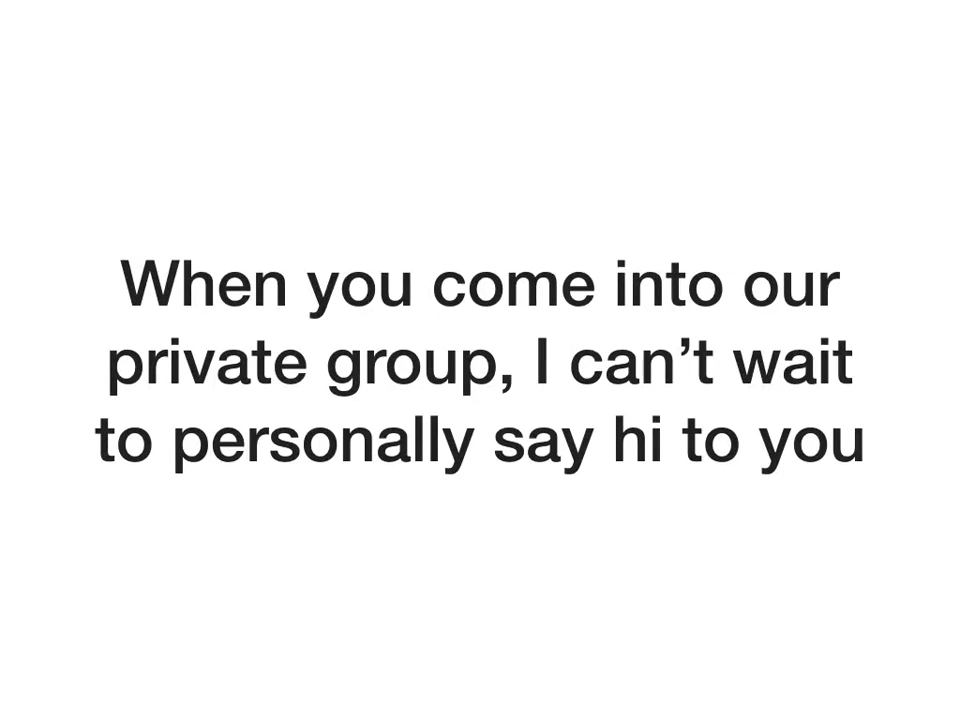 When you come into our
private group, I can’t wait
to personally say hi to you